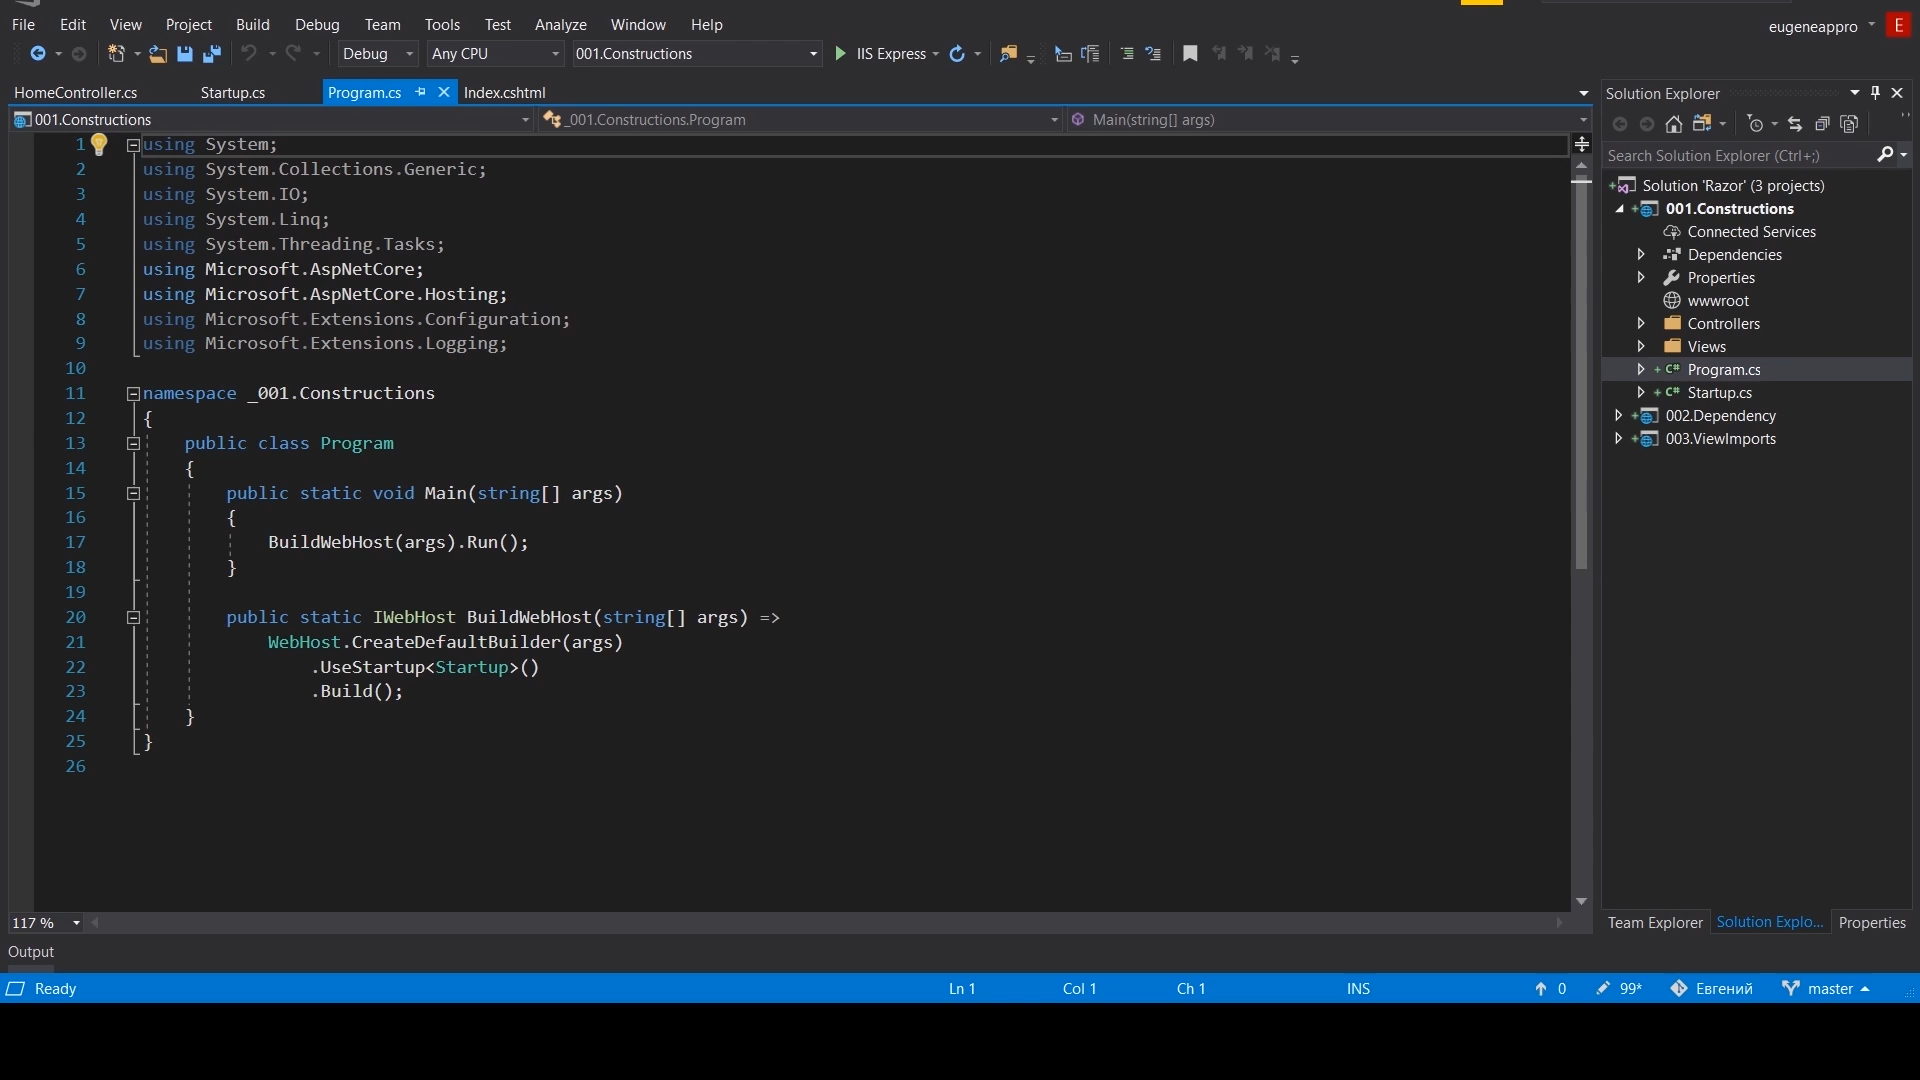 File Edit View Project Build Debug Team Tools Test Analyze Window Help
eugeneappro E
Debug Any CPU 001.Constructions IIS Express
HomeController.cs Startup.cs Program.cs Index.cshtml
001.Constructions _001.Constructions.Program Main(string[] args)
1 using System;
2 using System.Collections.Generic;
3 using System.IO;
4 using System.Linq;
5 using System.Threading.Tasks;
6 using Microsoft.AspNetCore;
7 using Microsoft.AspNetCore.Hosting;
8 using Microsoft.Extensions.Configuration;
9 using Microsoft.Extensions.Logging;
10
11 namespace _001.Constructions
12 {
13 public class Program
14 {
15 public static void Main(string[] args)
16 {
17 BuildWebHost(args).Run();
18 }
19
20 public static IWebHost BuildWebHost(string[] args) =>
21 WebHost.CreateDefaultBuilder(args)
22 .UseStartup<Startup>()
23 .Build();
24 }
25 }
26
117 %
Solution Explorer
Search Solution Explorer (Ctrl+;)
Solution 'Razor' (3 projects)
001.Constructions
Connected Services
Dependencies
Properties
wwwroot
Controllers
Views
C# Program.cs
C# Startup.cs
002.Dependency
003.ViewImports
Team Explorer Solution Explo... Properties
Output
Ready Ln 1 Col 1 Ch 1 INS 0 99* Евгений master